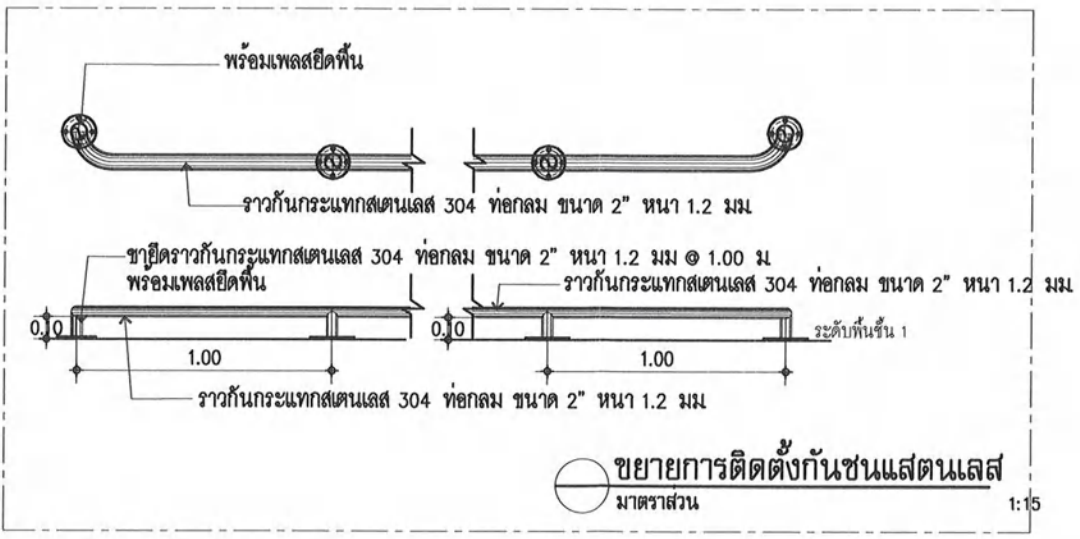 พร้อมเพลสยึดพื้น
ราวกันกระแทกสเตนเลส 304 ท่อกลม ขนาด 2" หนา 1.2 มม.
ขายึดราวกันกระแทกสเตนเลส 304 ท่อกลม ขนาด 2" หนา 1.2 มม @ 1.00 ม.
พร้อมเพลสยึดพื้น
ราวกันกระแทกสเตนเลส 304 ท่อกลม ขนาด 2" หนา 1.2 มม.
0.10
0.10
ระดับพื้นชั้น 1
1.00
1.00
ราวกันกระแทกสเตนเลส 304 ท่อกลม ขนาด 2" หนา 1.2 มม.
ขยายการติดตั้งกันชนแสตนเลส
มาตราส่วน 1:15